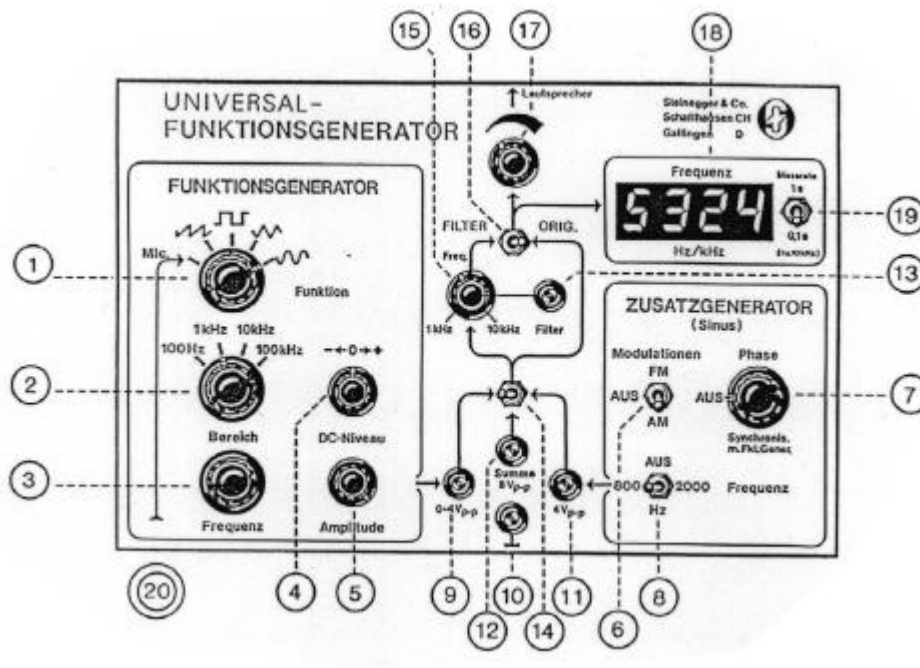 15
16
17
18
Lautsprecher
UNIVERSAL-
FUNKTIONSGENERATOR
Steinegger & Co.
Schaffhausen CH
Gailingen D
FUNKTIONSGENERATOR
Mic.
Funktion
1kHz 10kHz
100Hz 100kHz
Bereich
- ← 0 → +
DC-Niveau
Frequenz
Amplitude
FILTER
ORIG.
Freq.
1kHz
10kHz
Filter
Frequenz
5324
Hz/kHz
Messrate
1s
0,1s
19
13
0-4Vp-p
Summe
8Vp-p
4Vp-p
ZUSATZGENERATOR
(Sinus)
Modulationen
FM
AUS
AM
Phase
AUS
Synchronis.
m.Fkt.Gener.
AUS
800 2000
Hz
Frequenz
1
2
3
7
20
4
5
9
12
10
14
11
6
8